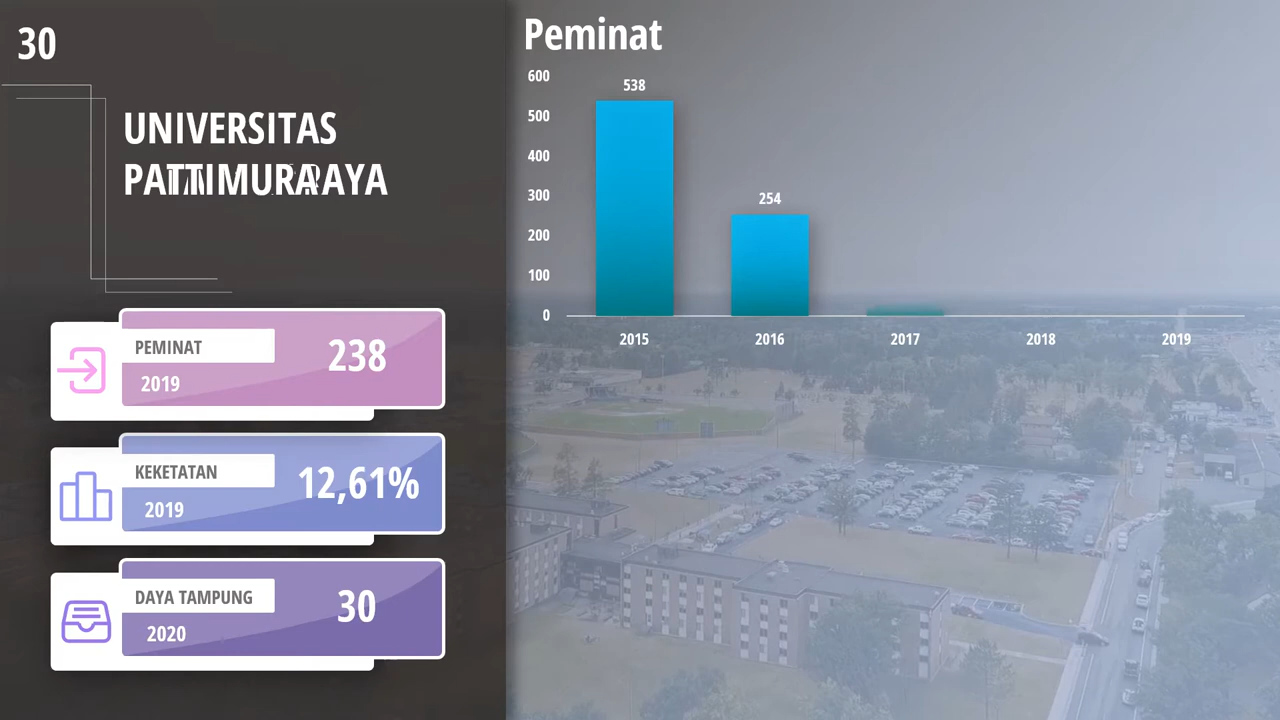 30
UNIVERSITAS
PEMINAT
238
2019
KEKETATAN
12,61%
2019
DAYA TAMPUNG
30
2020
Peminat
600
500
400
300
200
100
0
538
254
2015 2016 2017 2018 2019